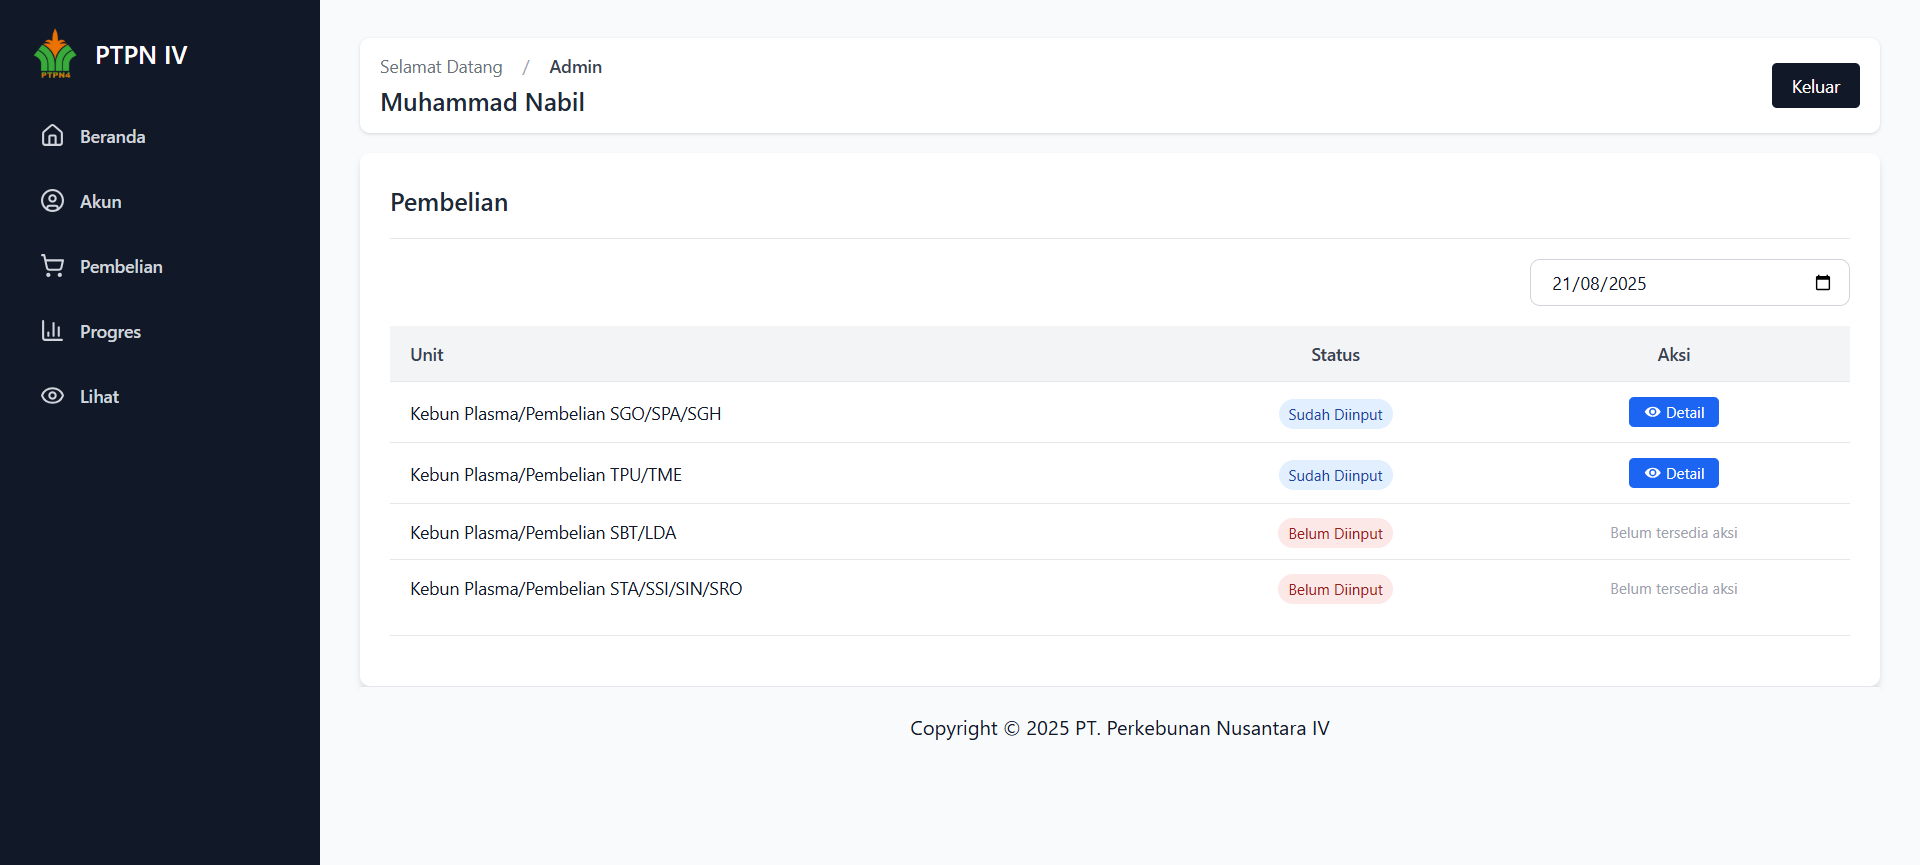 PTPN4
PTPN IV
Beranda
Akun
Pembelian
Progres
Lihat
Selamat Datang / Admin
Muhammad Nabil
Keluar
Pembelian
21/08/2025
Unit Status Aksi
Kebun Plasma/Pembelian SGO/SPA/SGH Sudah Diinput Detail
Kebun Plasma/Pembelian TPU/TME Sudah Diinput Detail
Kebun Plasma/Pembelian SBT/LDA Belum Diinput Belum tersedia aksi
Kebun Plasma/Pembelian STA/SSI/SIN/SRO Belum Diinput Belum tersedia aksi
Copyright © 2025 PT. Perkebunan Nusantara IV